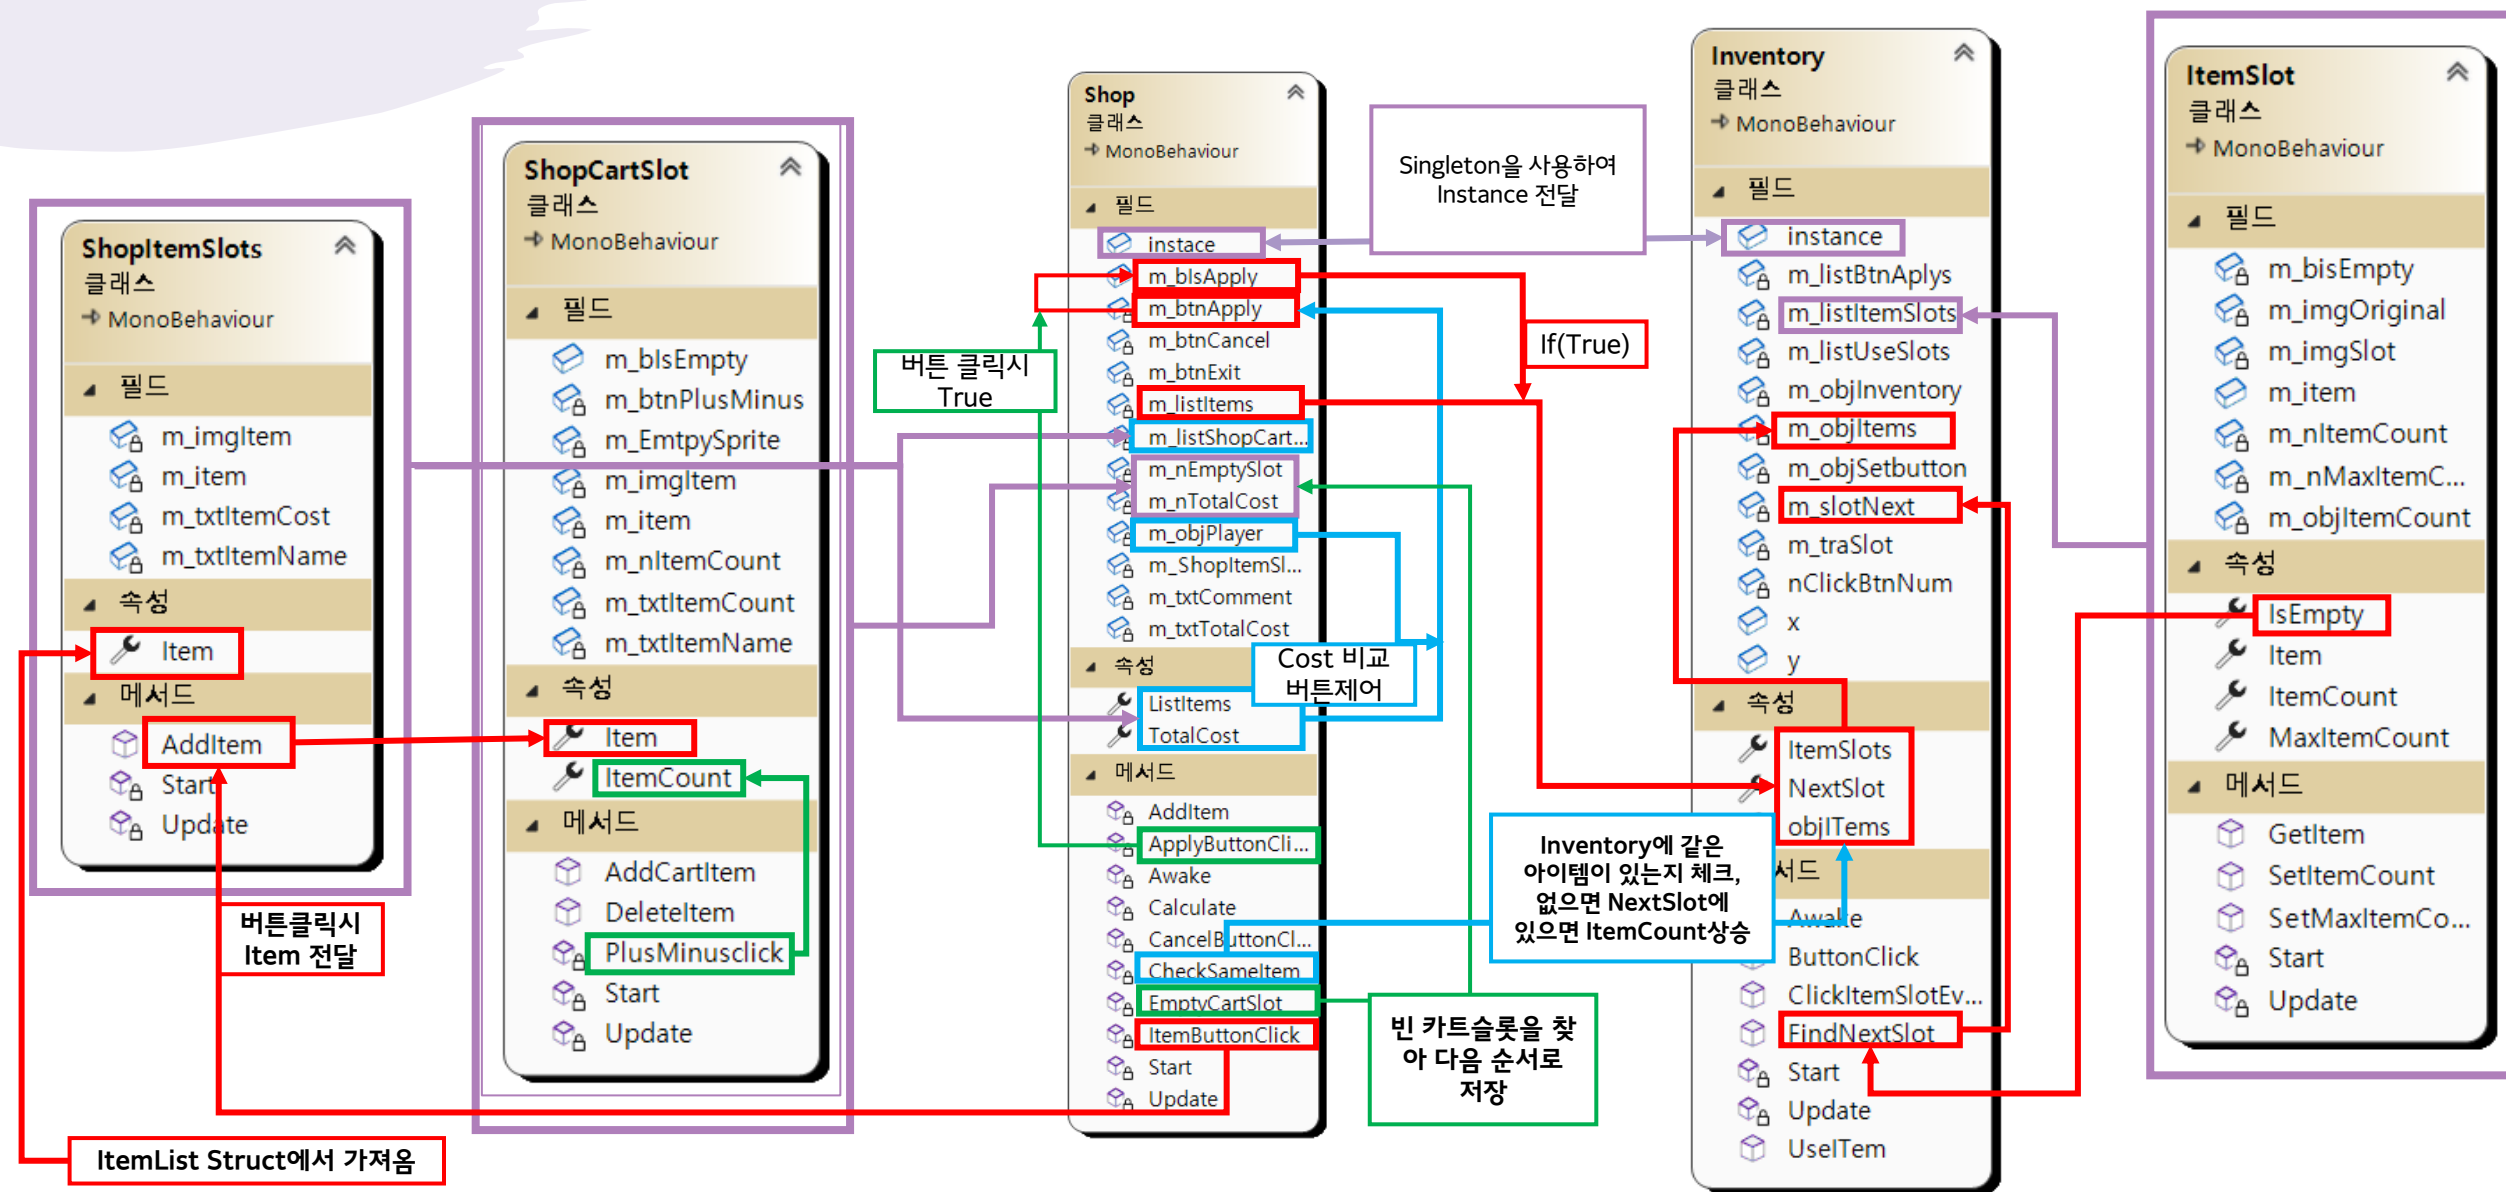 ShopItemSlots
클래스
MonoBehaviour
필드
m_imgItem
m_item
m_txtItemCost
m_txtItemName
속성
Item
메서드
AddItem
Start
Update
버튼클릭시
Item 전달
ItemList Struct에서 가져옴
ShopCartSlot
클래스
MonoBehaviour
필드
m_bIsEmpty
m_btnPlusMinus
m_EmtpySprite
m_imgItem
m_item
m_nItemCount
m_txtItemCount
m_txtItemName
속성
Item
ItemCount
메서드
AddCartItem
DeleteItem
PlusMinusclick
Start
Update
버튼 클릭시
True
Shop
클래스
MonoBehaviour
필드
instace
m_bIsApply
m_btnApply
m_btnCancel
m_btnExit
m_listItems
m_listShopCart...
m_nEmptySlot
m_nTotalCost
m_objPlayer
m_ShopItemSl...
m_txtComment
m_txtTotalCost
속성
ListItems
TotalCost
메서드
AddItem
ApplyButtonCli...
Awake
Calculate
CancelButtonCl...
CheckSameItem
EmptyCartSlot
ItemButtonClick
Start
Update
Cost 비교
버튼제어
Singleton을 사용하여
Instance 전달
If(True)
Inventory에 같은
아이템이 있는지 체크,
없으면 NextSlot에
있으면 ItemCount상승
빈 카트슬롯을 찾
아 다음 순서로
저장
Inventory
클래스
MonoBehaviour
필드
instance
m_listBtnAplys
m_listItemSlots
m_listUseSlots
m_objInventory
m_objItems
m_objSetbutton
m_slotNext
m_traSlot
nClickBtnNum
x
y
속성
ItemSlots
NextSlot
objITems
서드
Awake
ButtonClick
ClickItemSlotEv...
FindNextSlot
Start
Update
UseITem
ItemSlot
클래스
MonoBehaviour
필드
m_bisEmpty
m_imgOriginal
m_imgSlot
m_item
m_nItemCount
m_nMaxItemC...
m_objItemCount
속성
IsEmpty
Item
ItemCount
MaxItemCount
메서드
GetItem
SetItemCount
SetMaxItemCo...
Start
Update